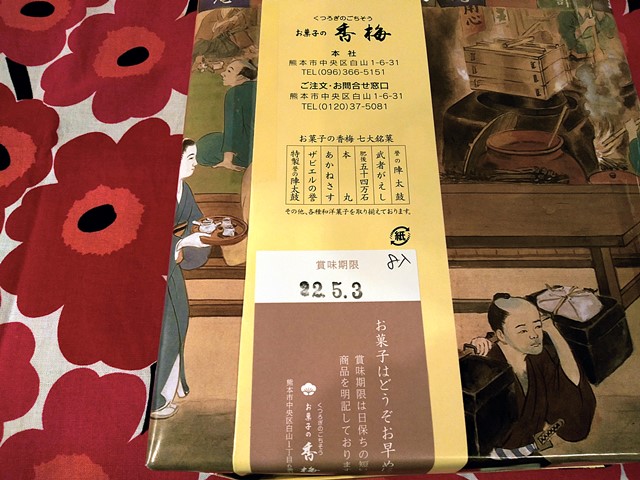 用心
くつろぎのごちそう
お菓子の 香梅
本社
熊本市中央区白山1-6-31
TEL(096)366-5151
ご注文・お問合せ窓口
熊本市中央区白山1-6-31
TEL(0120)37-5081
お菓子の香梅 七大銘菓
誉の陣太鼓
武者がえし
肥後五十四万石
本丸
あかねさす
ザビエルの誉
特製誉の陣太鼓
その他、各種和洋菓子を取り揃えております。
紙
賞味期限
22.5.3
お菓子はどうぞお早め
賞味期限は日保ちの
商品を明記しておりま
くつろぎのごちそう
お菓子の 香梅
熊本市中央区白山1丁目6